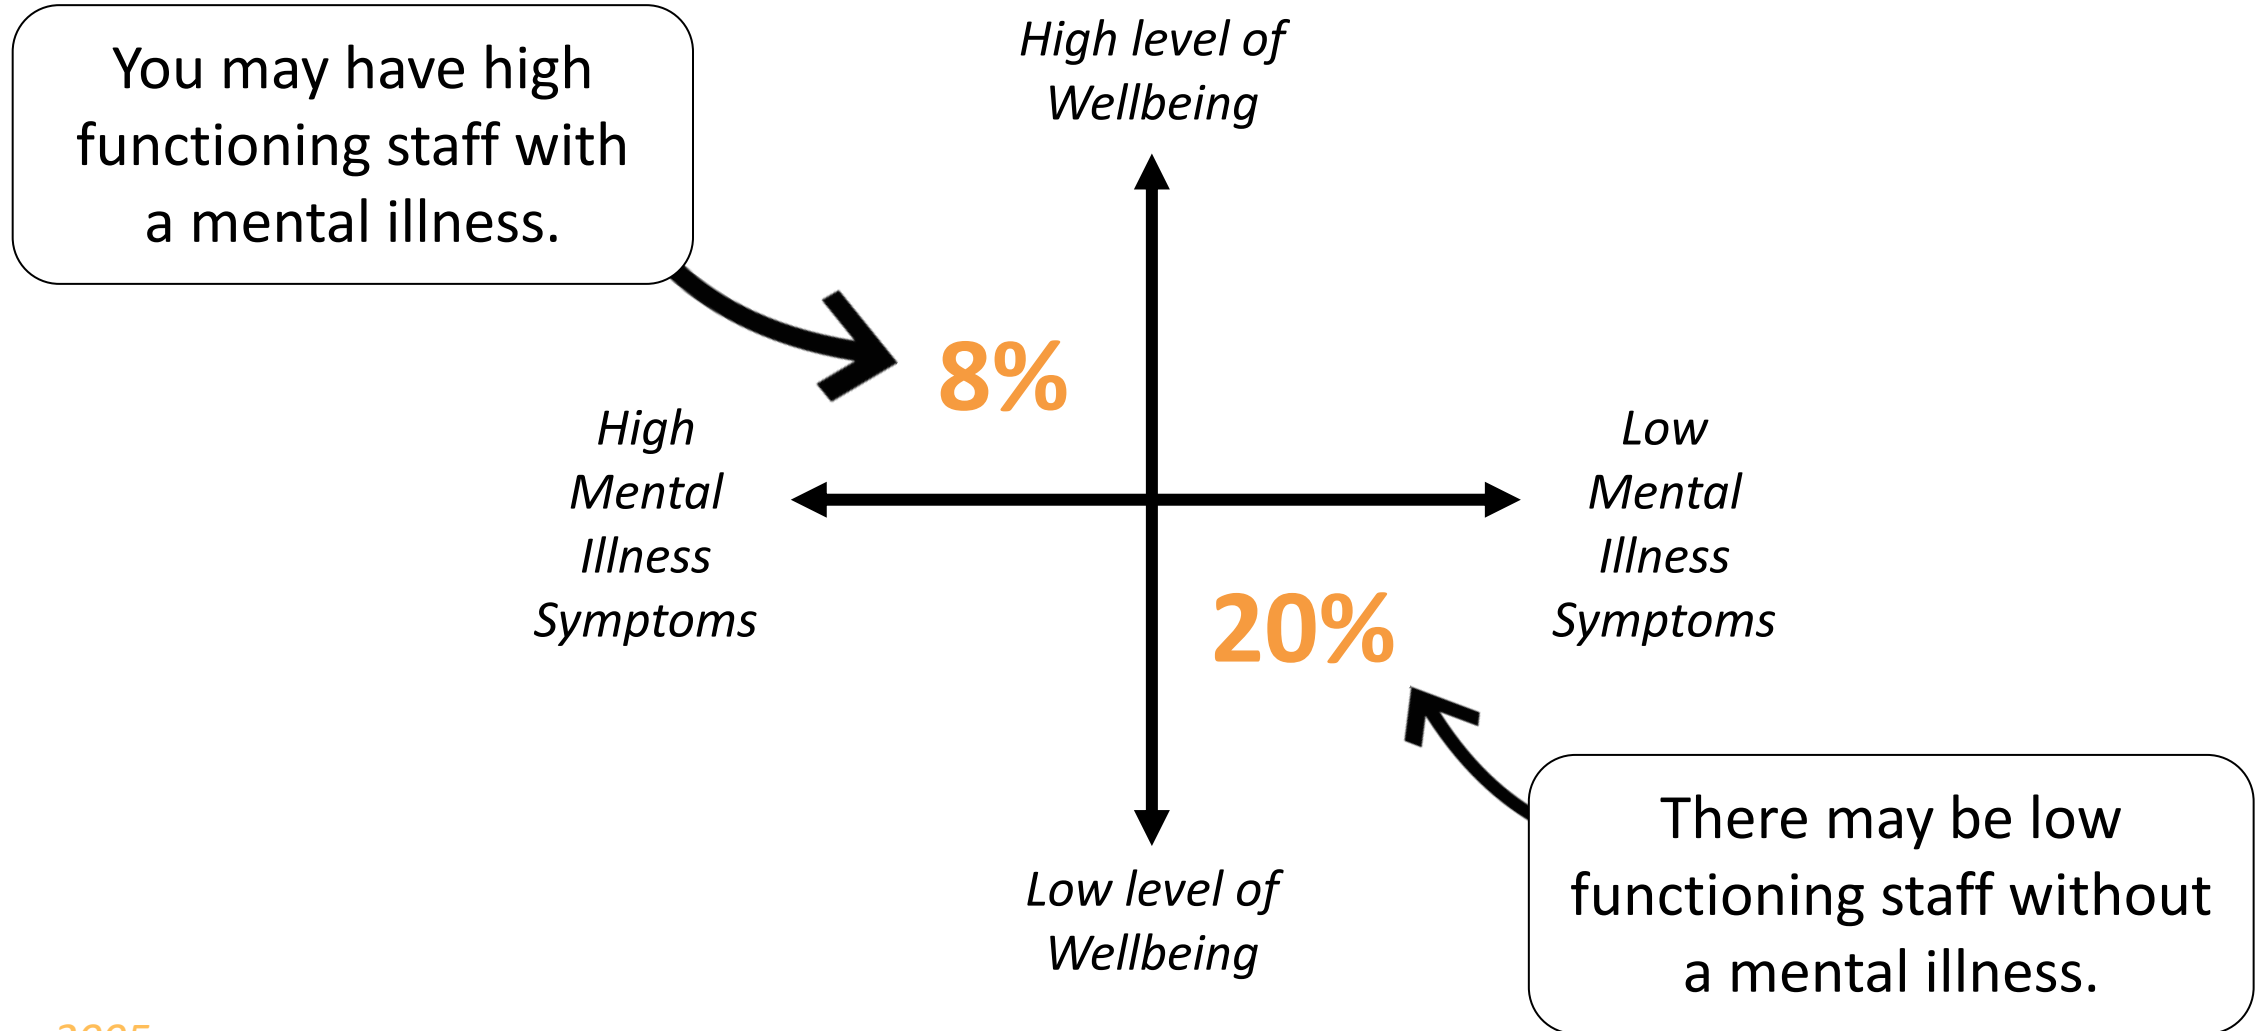 You may have high
functioning staff with
a mental illness.
High level of
Wellbeing
8%
High
Mental
Illness
Symptoms
Low
Mental
Illness
Symptoms
20%
Low level of
Wellbeing
There may be low
functioning staff without
a mental illness.